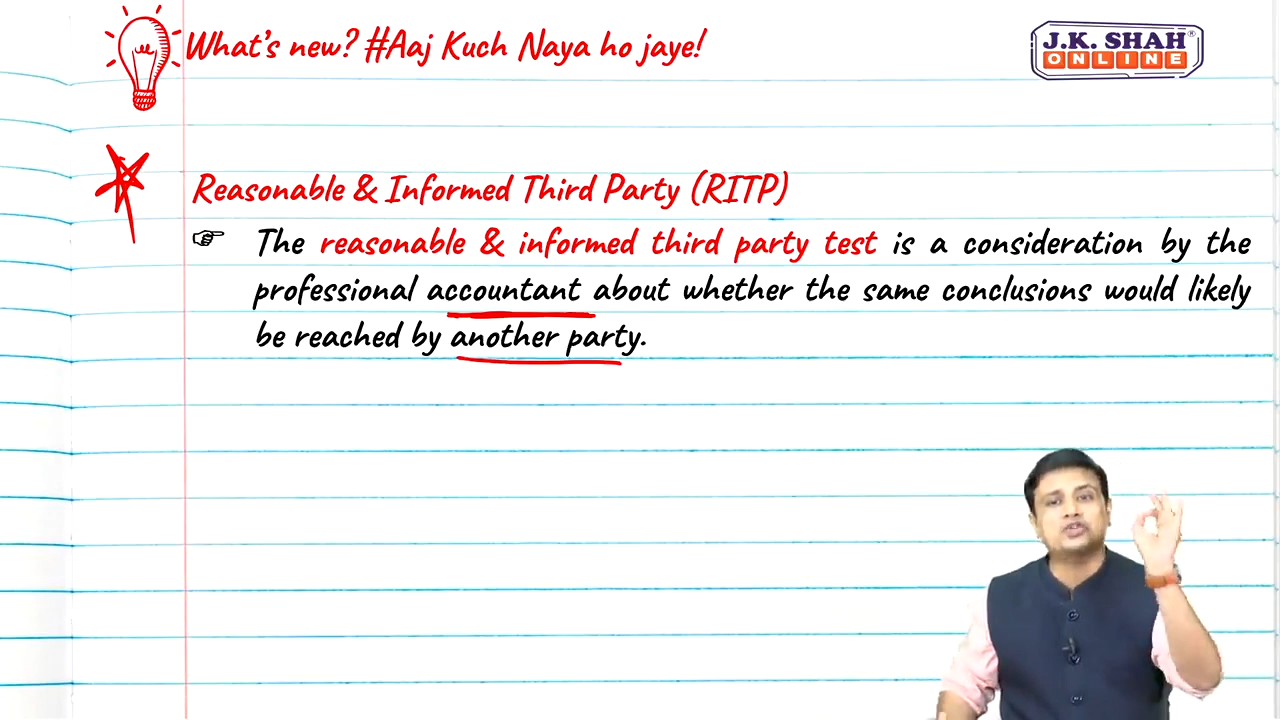 What's new? #Aaj Kuch Naya ho jaye!
J.K. SHAH®
ONLINE
Reasonable & Informed Third Party (RITP)
The reasonable & informed third party test is a consideration by the
professional accountant about whether the same conclusions would likely
be reached by another party.